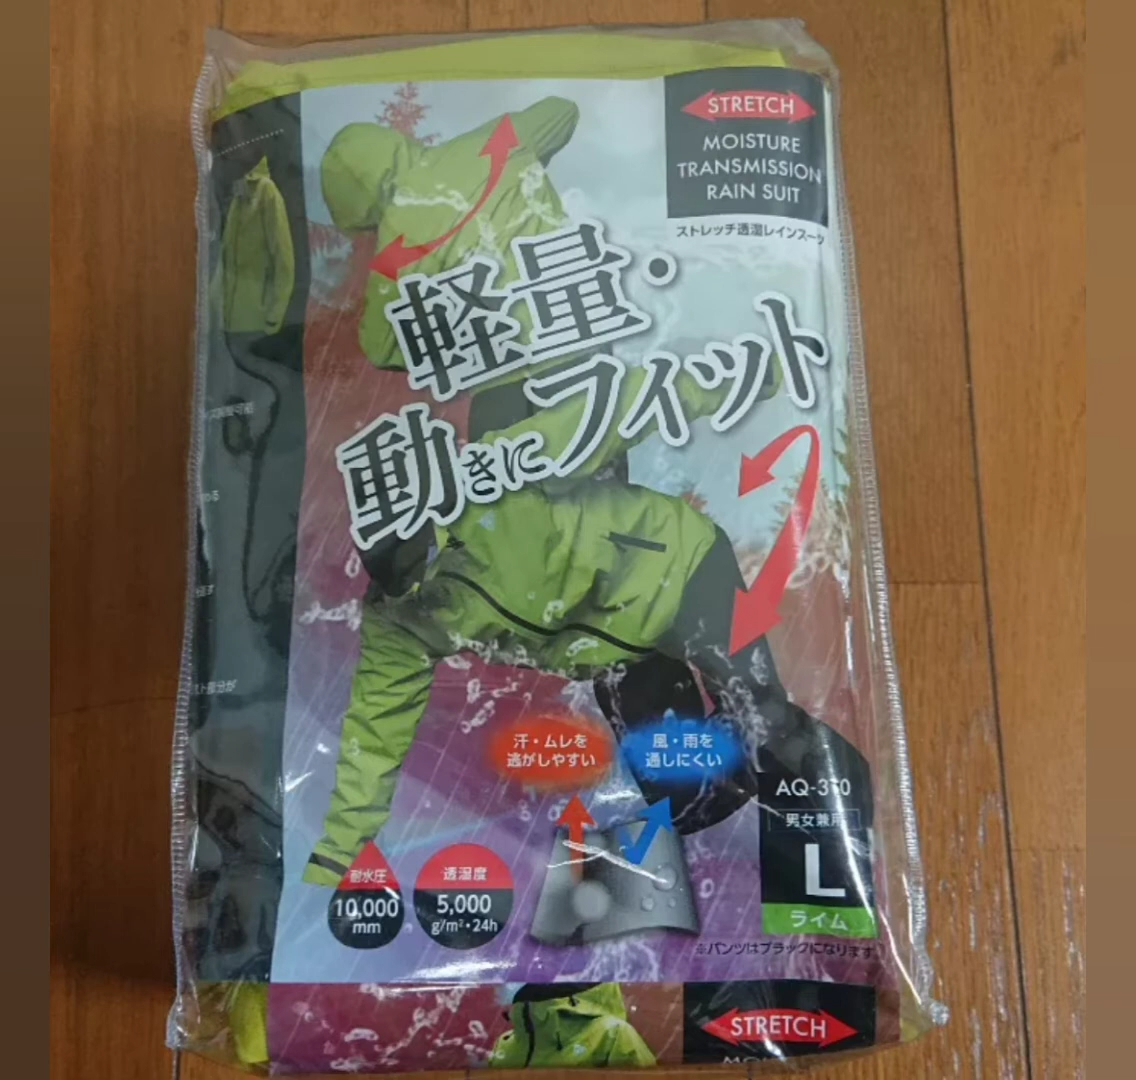 STRETCH
MOISTURE
TRANSMISSION
RAIN SUIT
ストレッチ透湿レインスーツ
軽量・
動きにフィット
汗・ムレを
逃がしやすい
風・雨を
通しにくい
男女兼用
L
ライム
耐水圧
10,000
mm
透湿度
5,000
g/m²・24h
※パンツはブラックになります
STRETCH